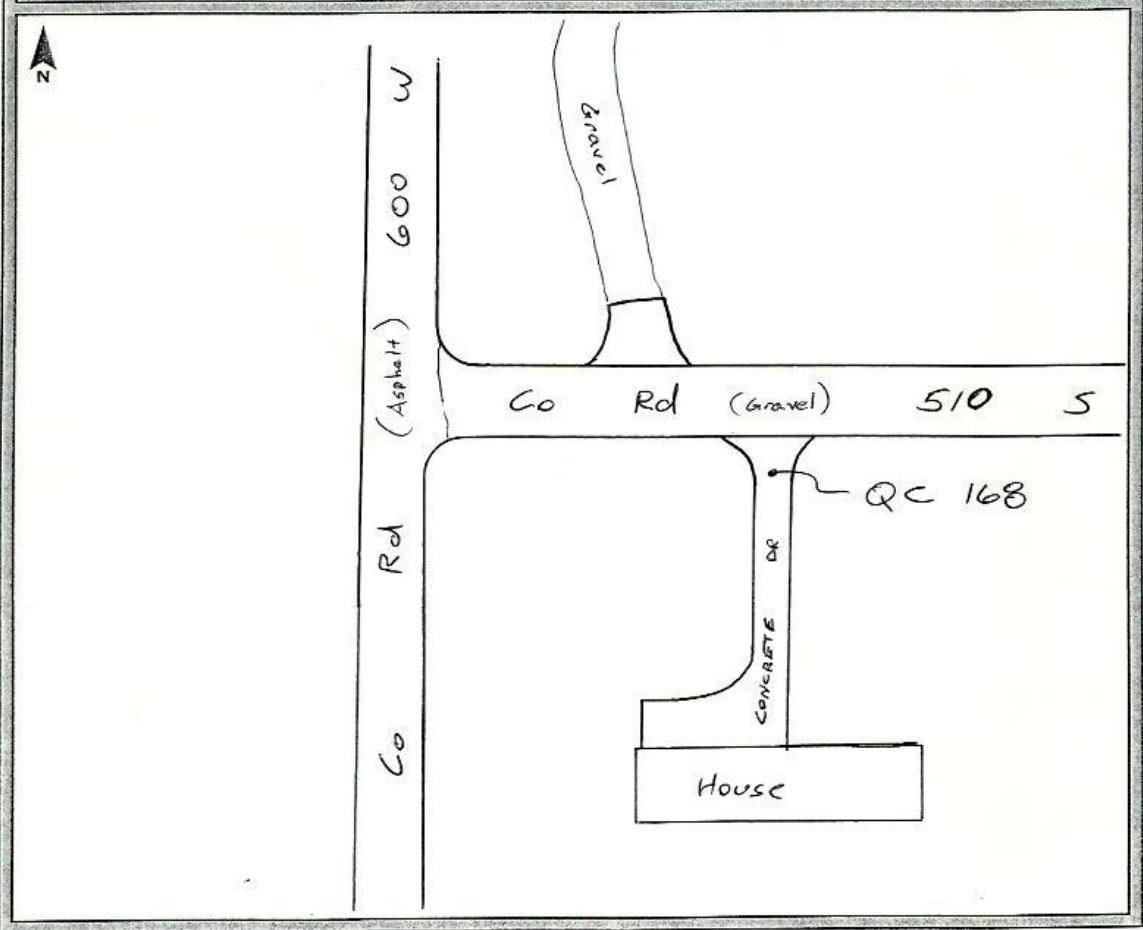 N
Gravel
Co Rd 600 W
(Asphalt)
Co Rd (Gravel) 510 S
QC 168
CONCRETE DR
House